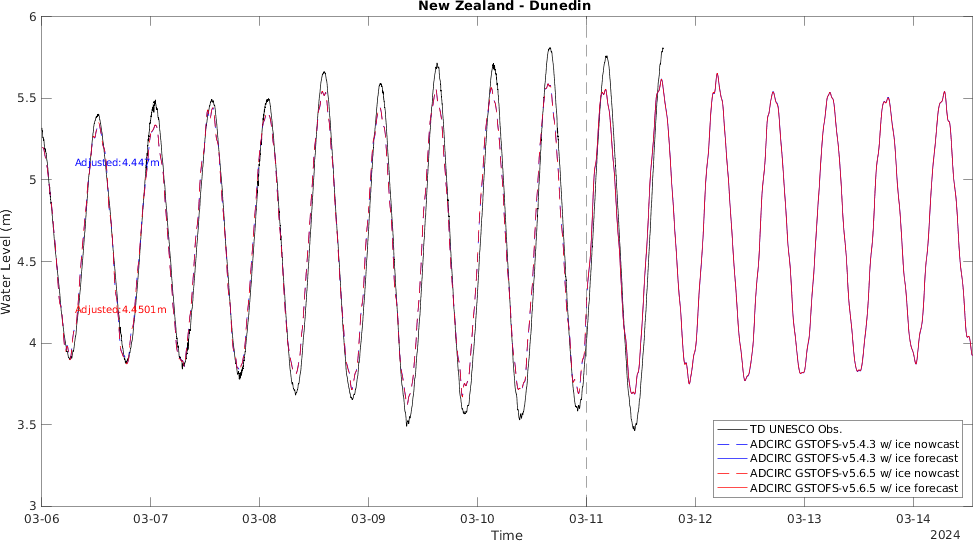 New Zealand - Dunedin
Water Level (m)
6
5.5
5
4.5
4
3.5
3
Adjusted:4.447m
Adjusted:4.4501m
TD UNESCO Obs.
ADCIRC GSTOFS-v5.4.3 w/ ice nowcast
ADCIRC GSTOFS-v5.4.3 w/ ice forecast
ADCIRC GSTOFS-v5.6.5 w/ ice nowcast
ADCIRC GSTOFS-v5.6.5 w/ ice forecast
03-06 03-07 03-08 03-09 03-10 03-11 03-12 03-13 03-14
Time
2024